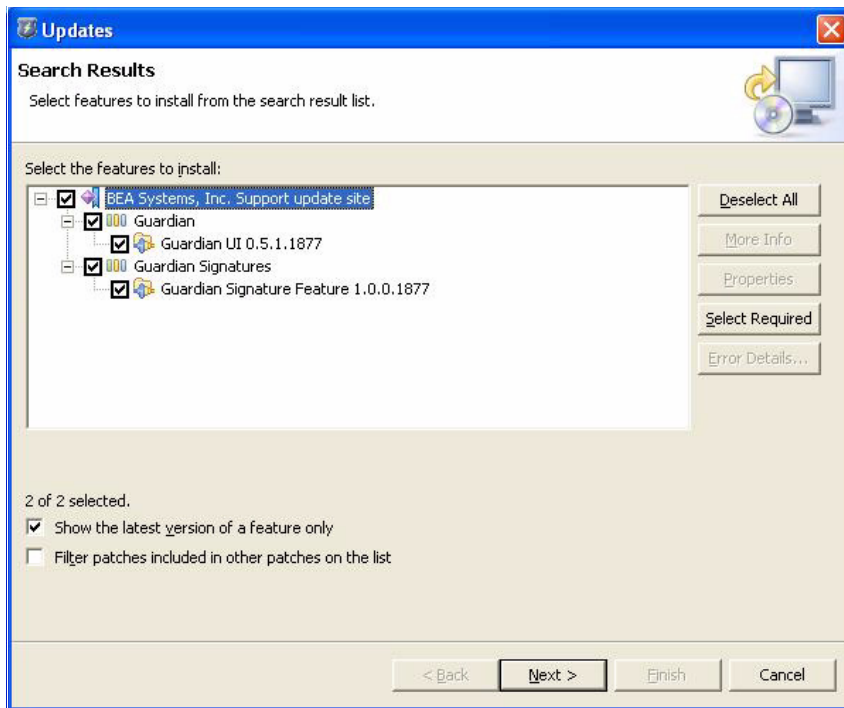 Updates
Search Results
Select features to install from the search result list.
Select the features to install:
BEA Systems, Inc. Support update site
Guardian
Guardian UI 0.5.1.1877
Guardian Signatures
Guardian Signature Feature 1.0.0.1877
Deselect All
More Info
Properties
Select Required
Error Details...
2 of 2 selected.
Show the latest version of a feature only
Filter patches included in other patches on the list
< Back
Next >
Finish
Cancel